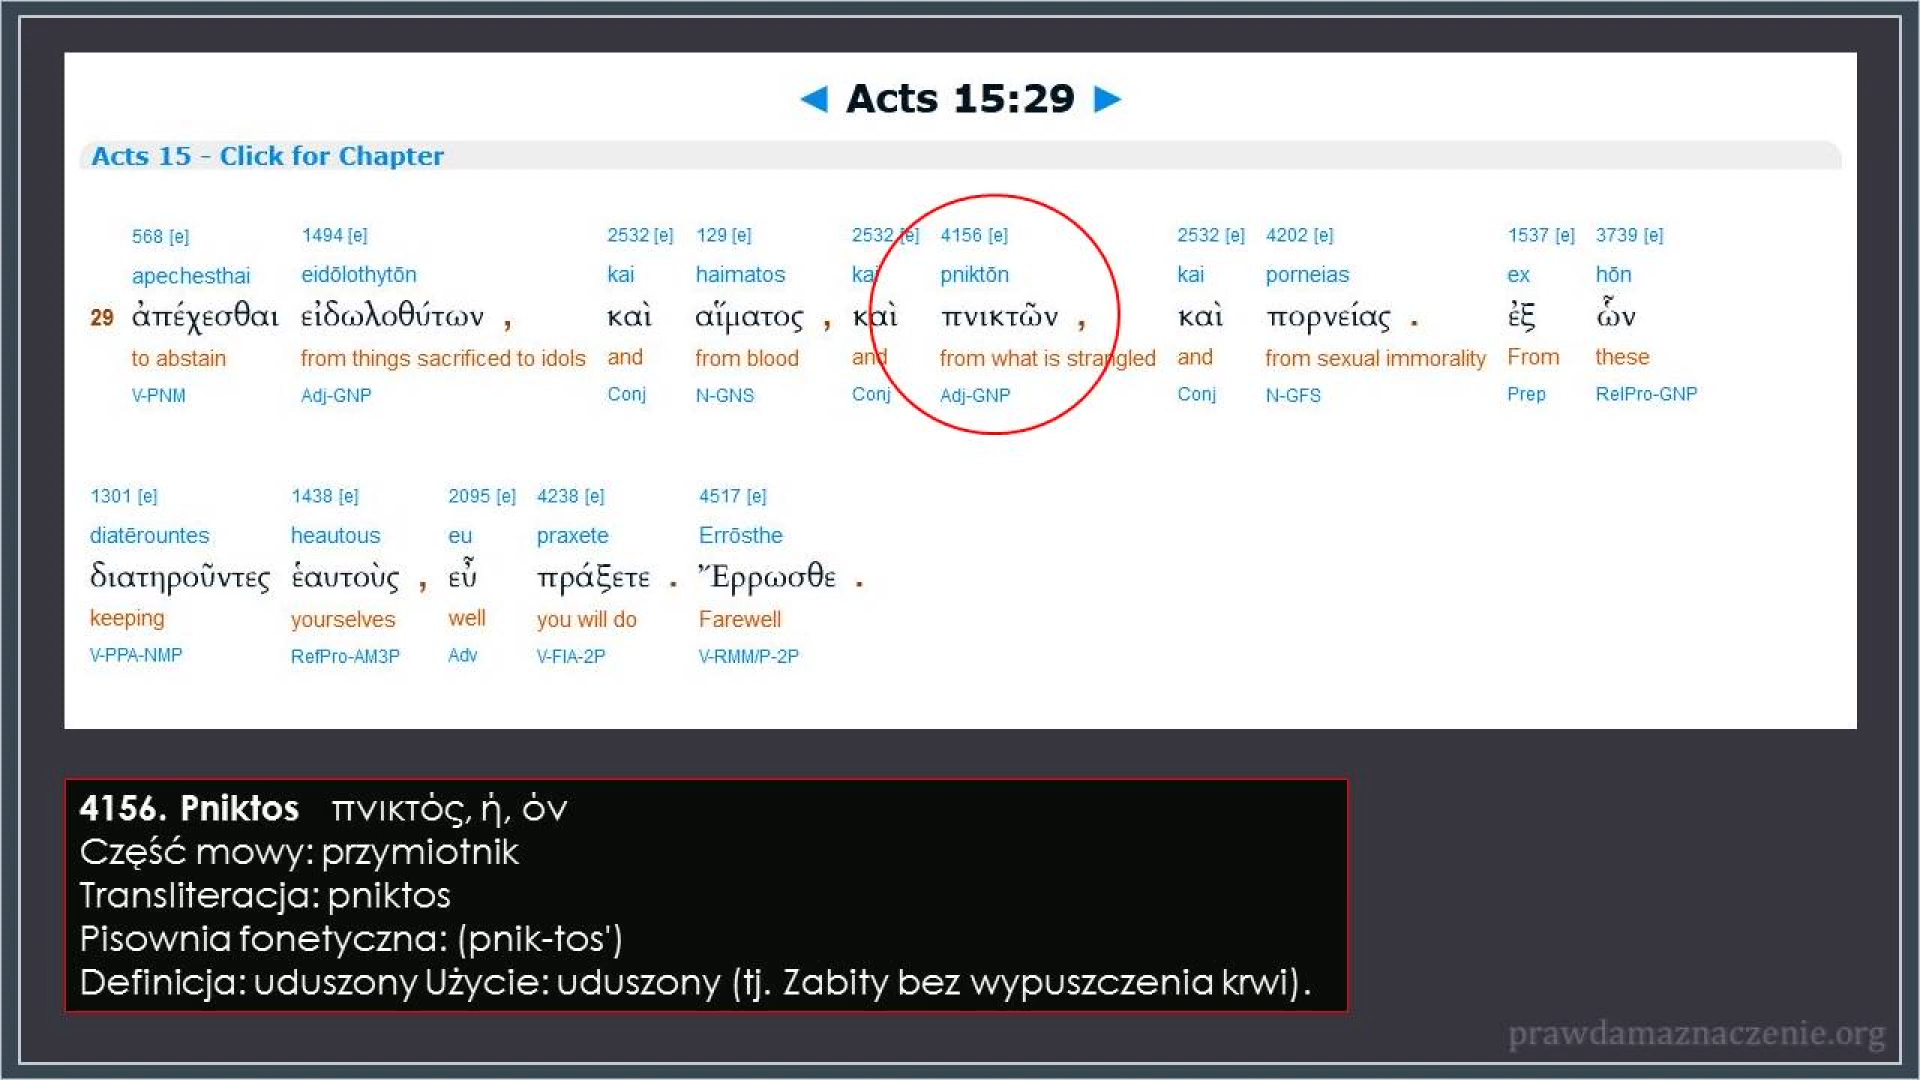 ◄ Acts 15:29 ►
Acts 15 - Click for Chapter
568 [e] 1494 [e] 2532 [e] 129 [e] 2532 [e] 4156 [e] 2532 [e] 4202 [e] 1537 [e] 3739 [e]
apechesthai eidōlothytōn kai haimatos kai pniktōn kai porneias ex hōn
29 ἀπέχεσθαι εἰδωλοθύτων , καὶ αἵματος , καὶ πνικτῶν , καὶ πορνείας . ἐξ ὧν
to abstain from things sacrificed to idols and from blood and from what is strangled and from sexual immorality From these
V-PNM Adj-GNP Conj N-GNS Conj Adj-GNP Conj N-GFS Prep RelPro-GNP
1301 [e] 1438 [e] 2095 [e] 4238 [e] 4517 [e]
diatērountes heautous eu praxete Errōsthe
διατηροῦντες ἑαυτοὺς , εὖ πράξετε . Ἔρρωσθε .
keeping yourselves well you will do Farewell
V-PPA-NMP RefPro-AM3P Adv V-FIA-2P V-RMM/P-2P
4156. Pniktos πνικτός, ή, όν
Część mowy: przymiotnik
Transliteracja: pniktos
Pisownia fonetyczna: (pnik-tos')
Definicja: uduszony Użycie: uduszony (tj. Zabity bez wypuszczenia krwi).
prawdamaznaczenie.org